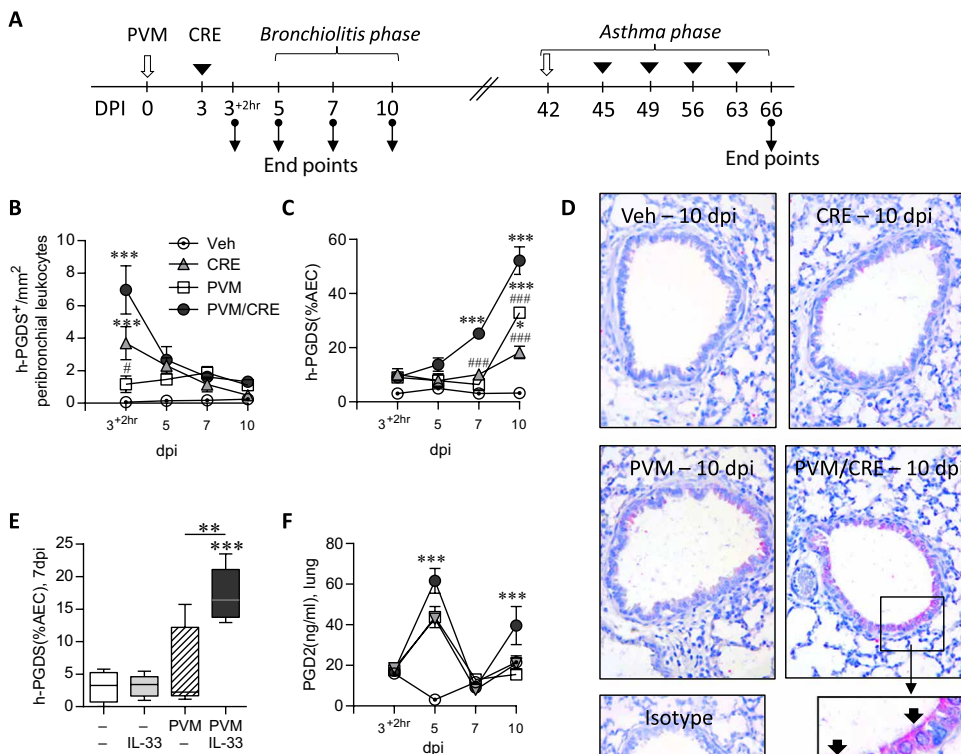 A
PVM CRE Bronchiolitis phase Asthma phase
DPI 0 3 3+2hr 5 7 10 42 45 49 56 63 66
End points End points
B
h-PGDS+/mm2
peribronchial leukocytes
10
8
6
4
2
0
***
***
#
Veh
CRE
PVM
PVM/CRE
3+2hr 5 7 10
dpi
C
h-PGDS(%AEC)
60
40
20
0
***
###
***
***
###
*
###
3+2hr 5 7 10
dpi
D
Veh – 10 dpi
CRE – 10 dpi
PVM – 10 dpi
PVM/CRE – 10 dpi
Isotype
E
h-PGDS(%AEC), 7dpi
25
20
15
10
5
0
**
***
– – PVM PVM
– IL-33 – IL-33
F
PGD2(ng/ml), lung
80
60
40
20
0
***
***
3+2hr 5 7 10
dpi